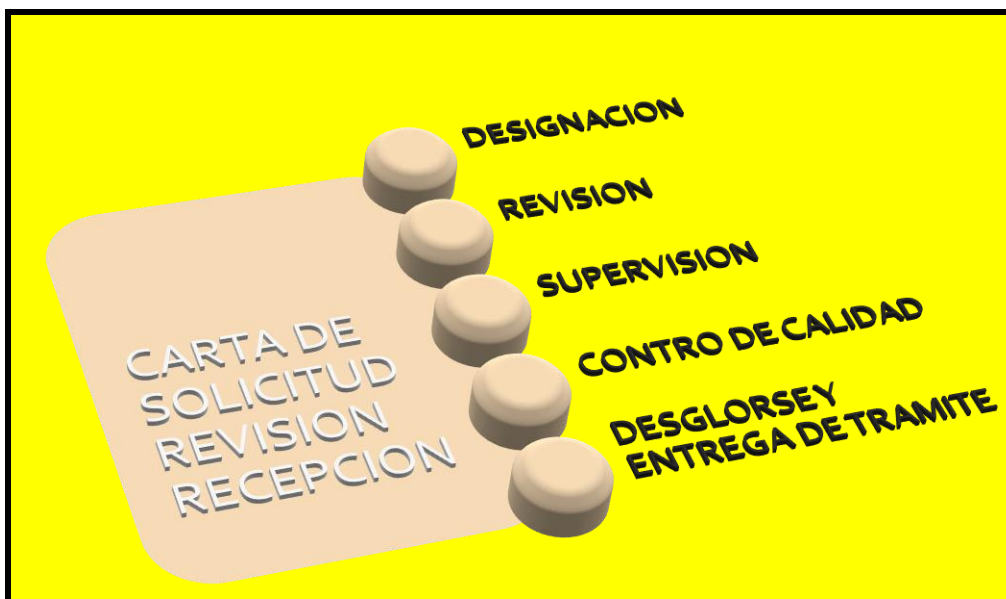 CARTA DE
SOLICITUD
REVISION
RECEPCION
DESIGNACION
REVISION
SUPERVISION
CONTRO DE CALIDAD
DESGLORSEY
ENTREGA DE TRAMITE